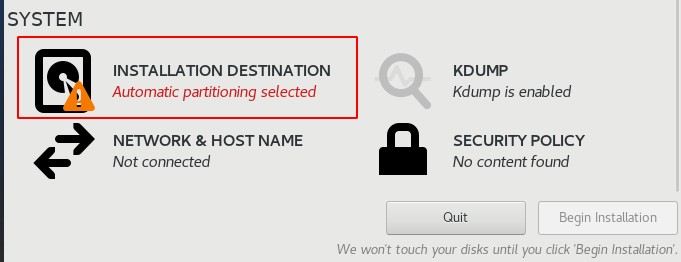 SYSTEM
INSTALLATION DESTINATION
Automatic partitioning selected
KDUMP
Kdump is enabled
NETWORK & HOST NAME
Not connected
SECURITY POLICY
No content found
Quit
Begin Installation
We won't touch your disks until you click 'Begin Installation'.